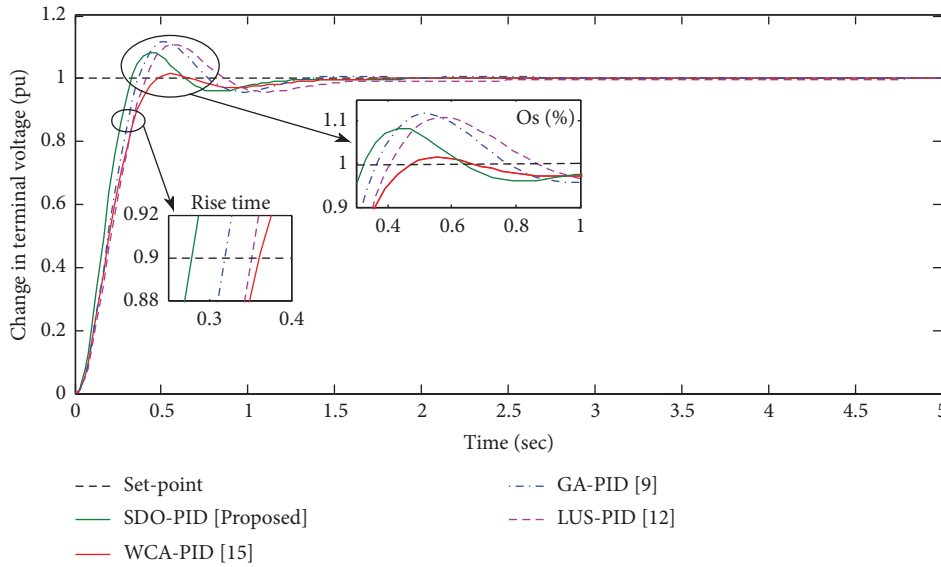 1.2
1
0.8
0.6
0.4
0.2
0
Change in terminal voltage (pu)
Os (%)
1.1
1
0.9
0.4 0.6 0.8 1
Rise time
0.92
0.9
0.88
0.3 0.4
0 0.5 1 1.5 2 2.5 3 3.5 4 4.5 5
Time (sec)
Set-point
SDO-PID [Proposed]
WCA-PID [15]
GA-PID [9]
LUS-PID [12]